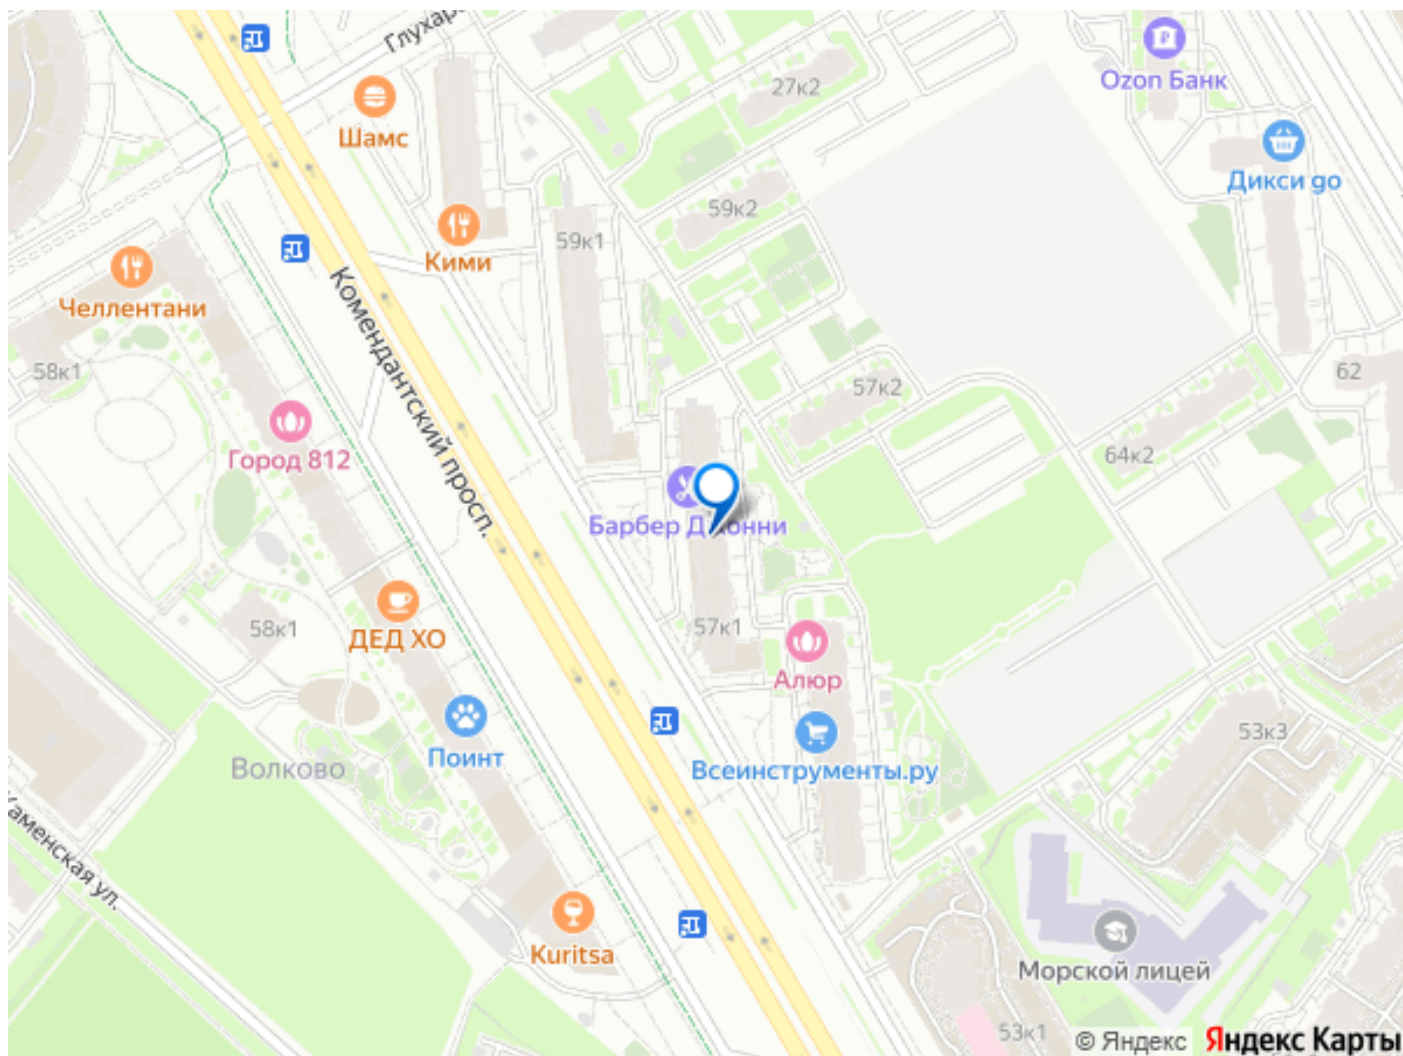 Глухар
Ozon Банк
27к2
Шамс
Дикси go
59к2
59к1
Кими
Челлентани
Комендантский просп.
58к1
62
57к2
Город 812
64к2
Барбер Д онни
58к1
57к1
ДЕД ХО
Алюр
53к3
Поинт
Волково
Всеинструменты.ру
аменская ул.
Kuritsa
Морской лицей
53к1
© Яндекс Яндекс Карты